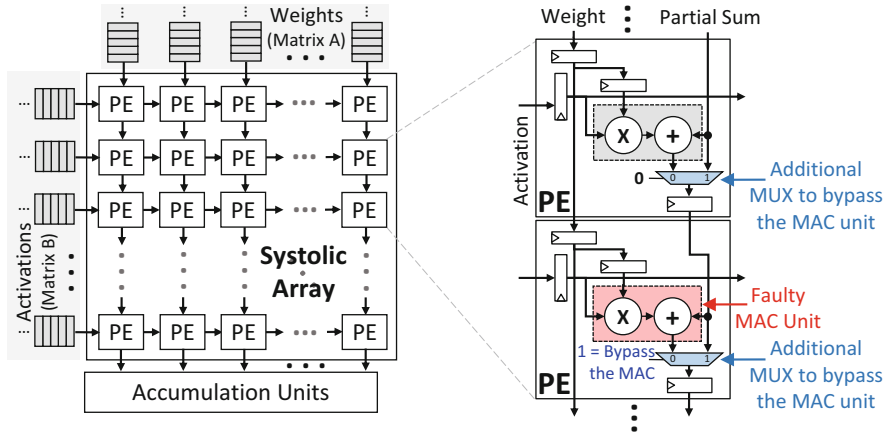 Weights
(Matrix A)
PE PE PE PE
PE PE PE PE
PE PE PE PE
PE PE PE PE
Activations
(Matrix B)
Systolic
Array
Accumulation Units
Weight
Partial Sum
Activation
X +
0
0 1
PE
Additional
MUX to bypass
the MAC unit
X +
Faulty
MAC Unit
1 = Bypass
the MAC
0 1
PE
Additional
MUX to bypass
the MAC unit